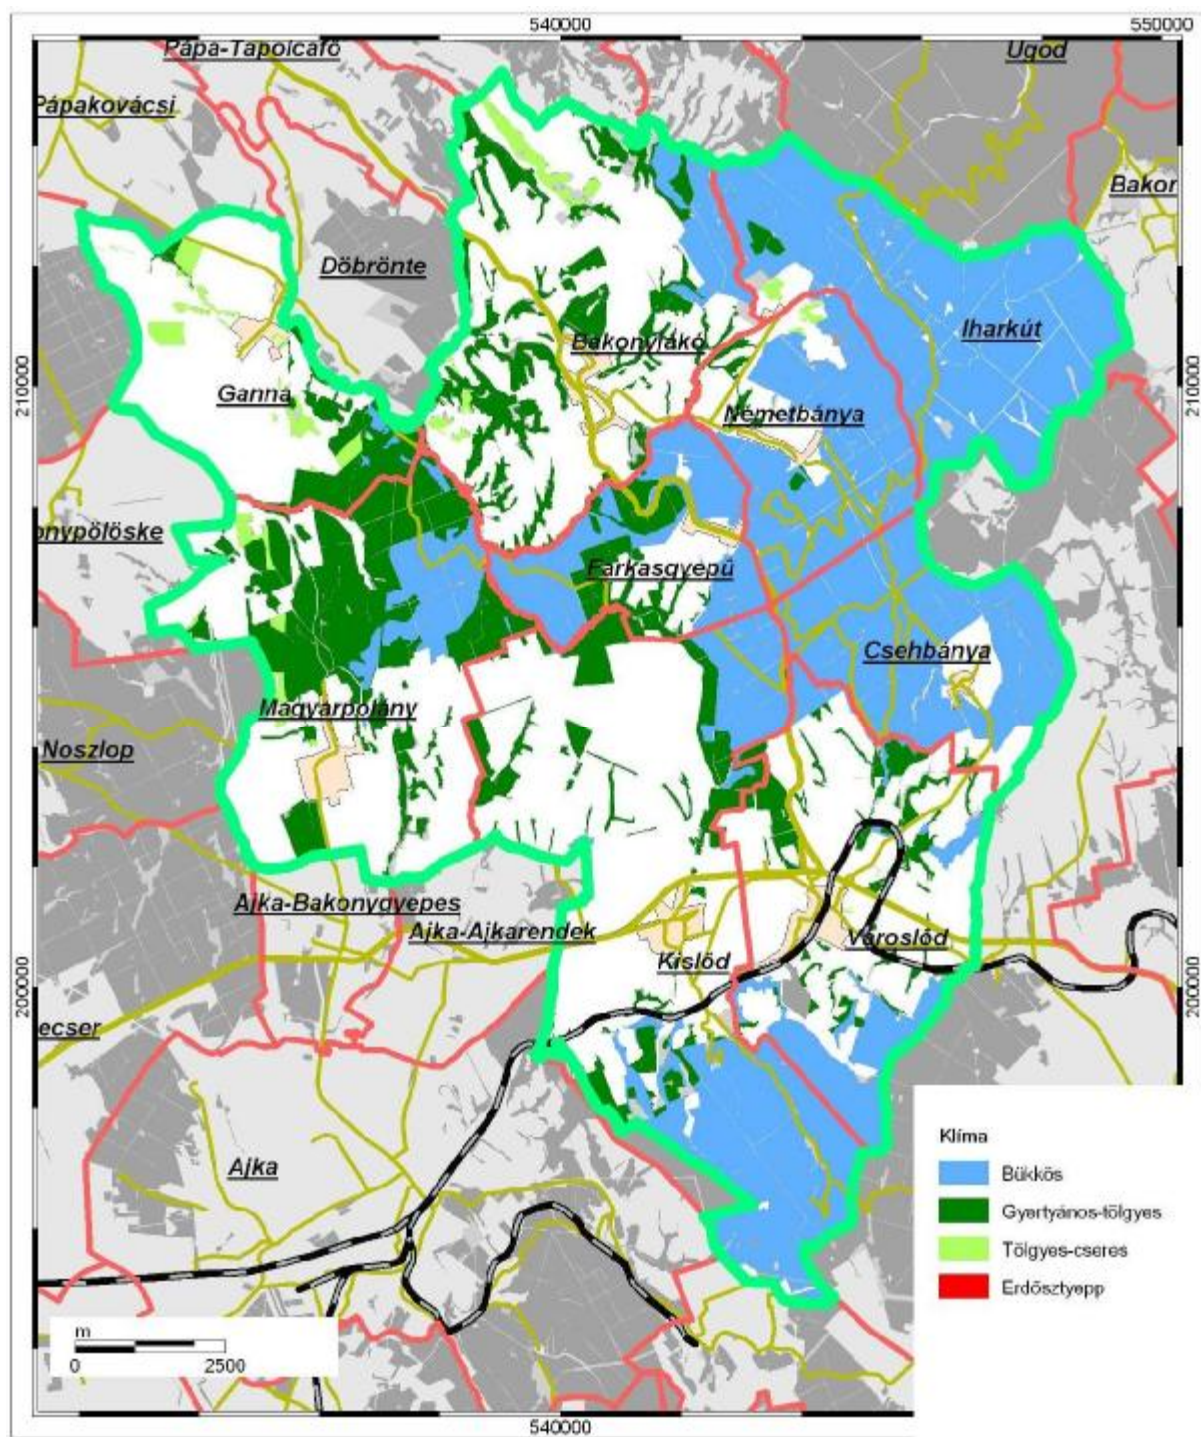 540000
550000
Pápa-Tapolcafő
Ugod
Pápakovácsi
Bakon
Döbrönte
Iharkút
Bakonyjákó
210000
210000
Ganna
Németbánya
onypölöske
Farkasgyepű
Csehbánya
Magyarpolány
Noszlop
Ajka-Bakonygyepes
Ajka-Ajkarendek
Városlőd
Kislőd
200000
200000
ecser
Klíma
Ajka
Bükkös
Gyertyános-tölgyes
Tölgyes-cseres
Erdősztyepp
m
0 2500
540000